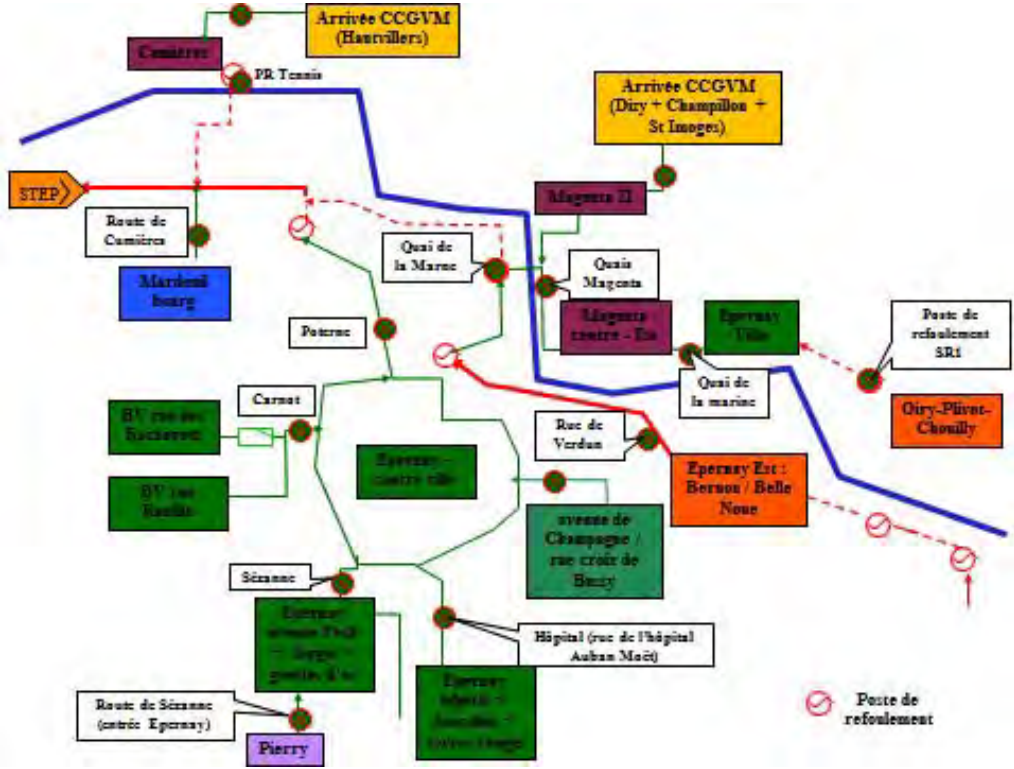 Arrivée CCGVM
(Hautvillers)
Cumières
PR Tennis
Arrivée CCGVM
(Dizy + Champillon +
St Imoges)
STEP
Magenta II
Route de
Cumières
Quai de
la Marne
Quais
Magenta
Mardeuil
bourg
Magenta
centre - Est
Epernay
Ville
Poste de
refoulement
SR1
Poterne
Quai de
la marine
Carnot
Oiry-Plivot-
Chouilly
BV rue des
Rue de
Verdun
Epernay -
centre ville
Epernay Est :
Bernon / Belle
Noue
BV rue
avenue de
Champagne /
rue croix de
Bussy
Sézanne
Epernay
Hôpital (rue de l'hôpital
Auban Moët)
Epernay
Route de Sézanne
(entrée Epernay)
Pierry
Poste de
refoulement